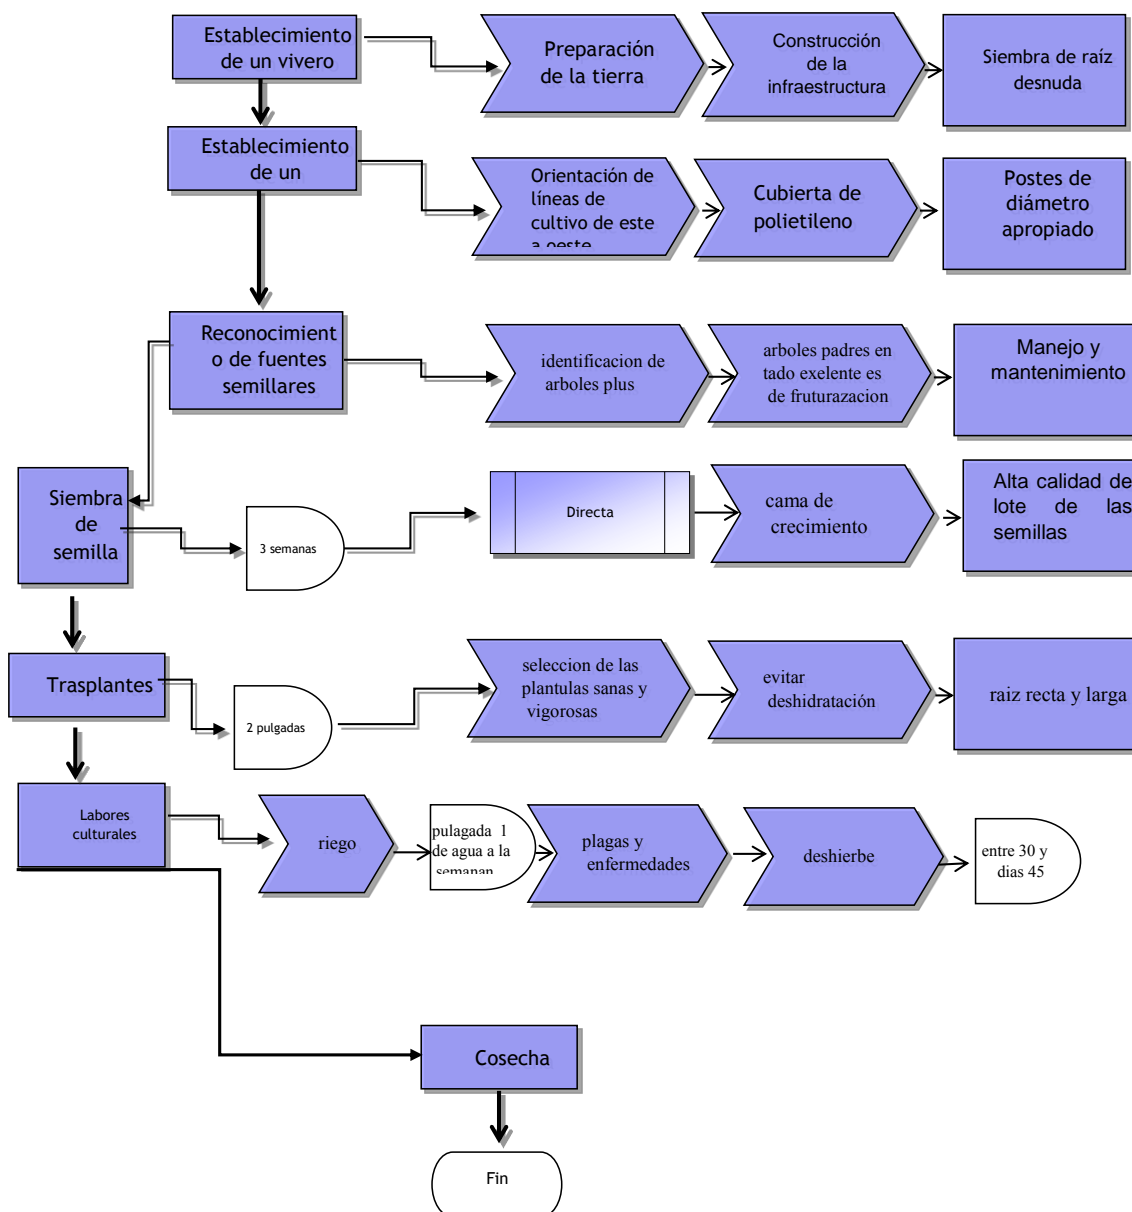 Establecimiento
de un vivero
Preparación
de la tierra
Construcción
de la
infraestructura
Siembra de raíz
desnuda
Establecimiento
de un
Orientación de
líneas de
cultivo de este
a oeste
Cubierta de
polietileno
Postes de
diámetro
apropiado
Reconocimient
o de fuentes
semillares
identificacion de
arboles plus
arboles padres en
tado exelente es
de fruturazacion
Manejo y
mantenimiento
Siembra
de
semilla
3 semanas
Directa
cama de
crecimiento
Alta calidad de
lote de las
semillas
Trasplantes
2 pulgadas
seleccion de las
plantulas sanas y
vigorosas
evitar
deshidratación
raiz recta y larga
Labores
culturales
riego
pulagada 1
de agua a la
semanan
plagas y
enfermedades
deshierbe
entre 30 y
dias 45
Cosecha
Fin